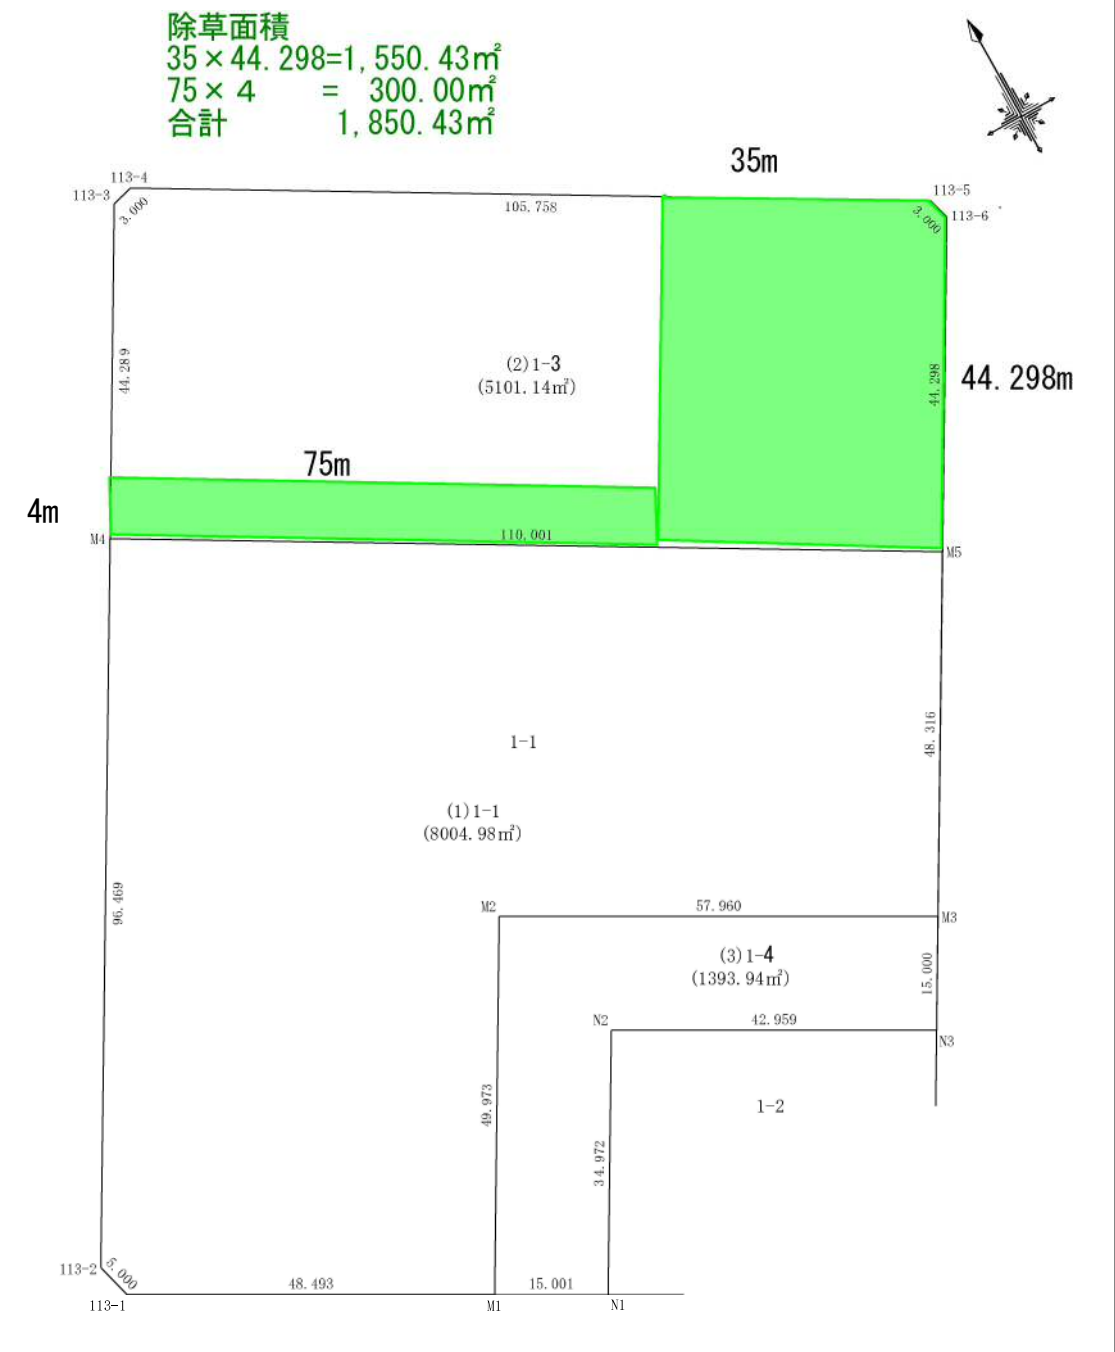 除草面積
35×44.298=1,550.43㎡
75×４　　= 300.00㎡
合計　　　1,850.43㎡
35m
113-4
113-3
3.000
105.758
113-5
113-6
3.000
44.289
(2)1-3
(5101.14㎡)
44.298
44.298m
75m
4m
M4
110.001
M5
48.316
1-1
(1)1-1
(8004.98㎡)
96.469
M2
57.960
M3
(3)1-4
(1393.94㎡)
15.000
N2
42.959
N3
49.973
1-2
34.972
113-2
5.000
48.493
15.001
113-1
M1
N1